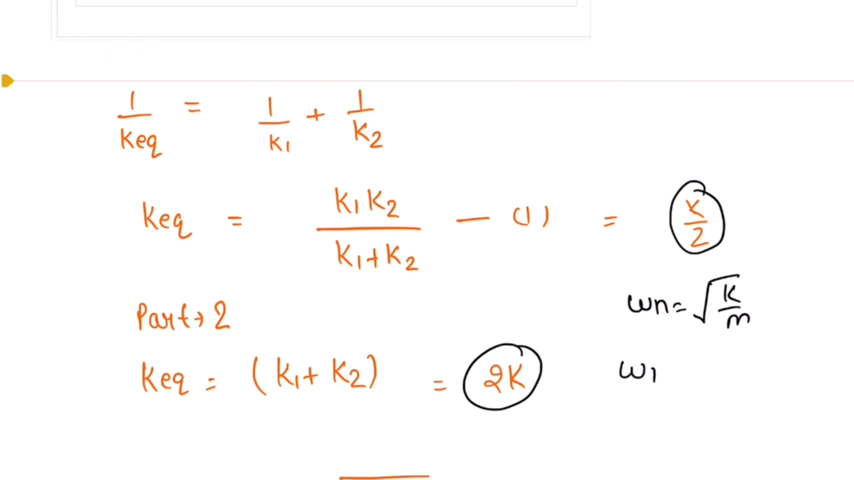 1/Keq = 1/K1 + 1/K2
Keq = K1K2/K1+K2 — (1) = K/2
ωn = √K/m
Part → 2
Keq = (K1 + K2) = 2K
ω1